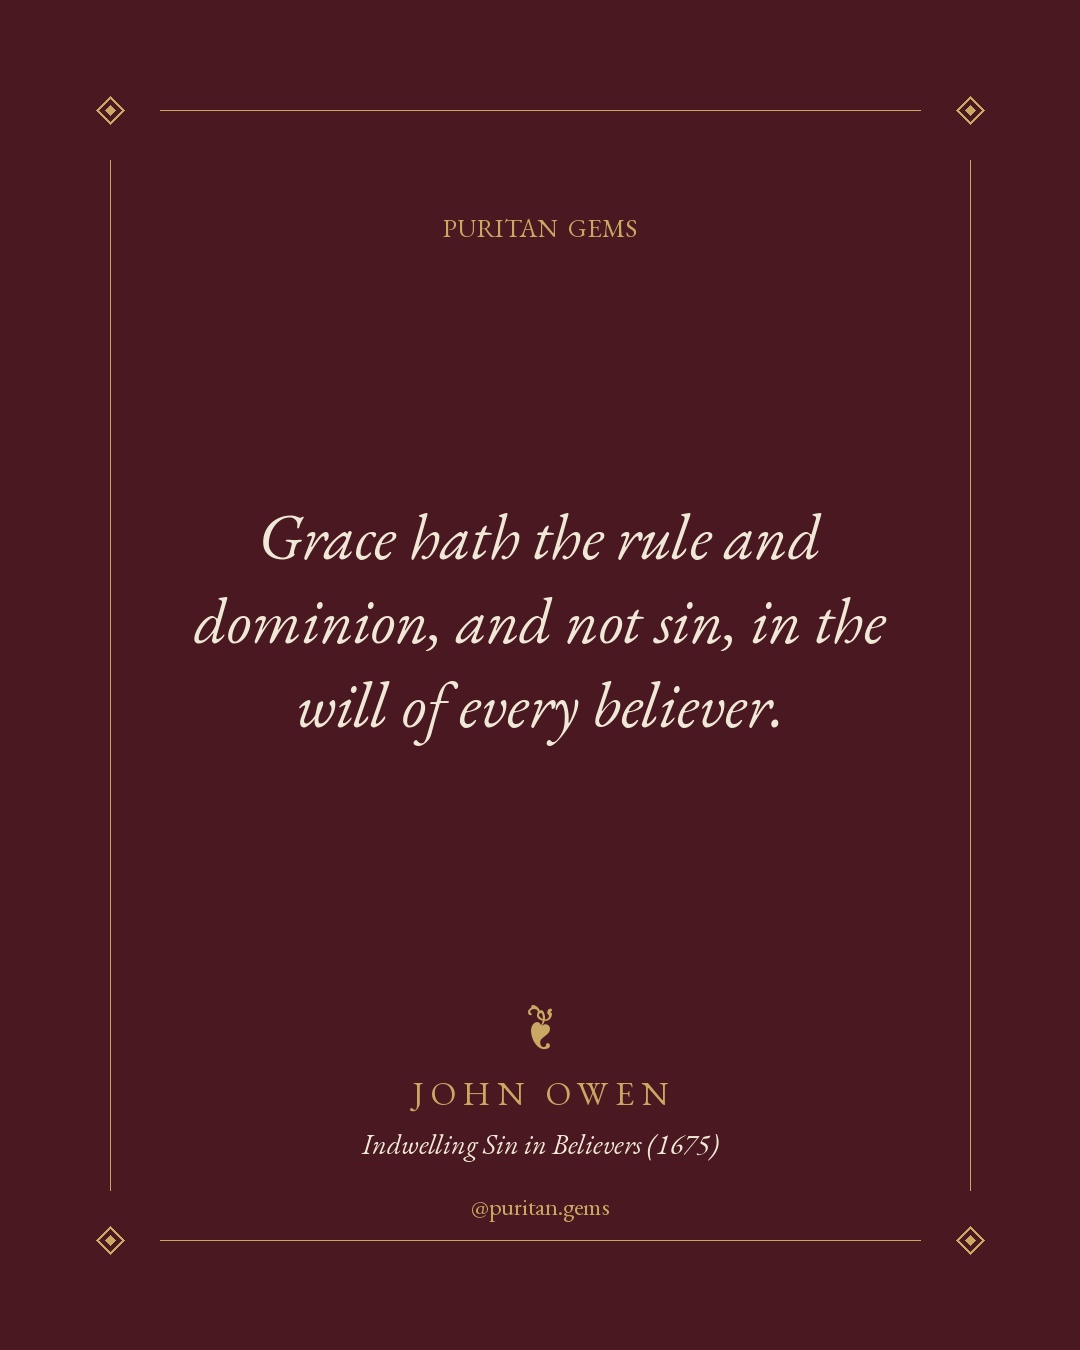 PURITAN GEMS
Grace hath the rule and
dominion, and not sin, in the
will of every believer.
JOHN OWEN
Indwelling Sin in Believers (1675)
@puritan.gems